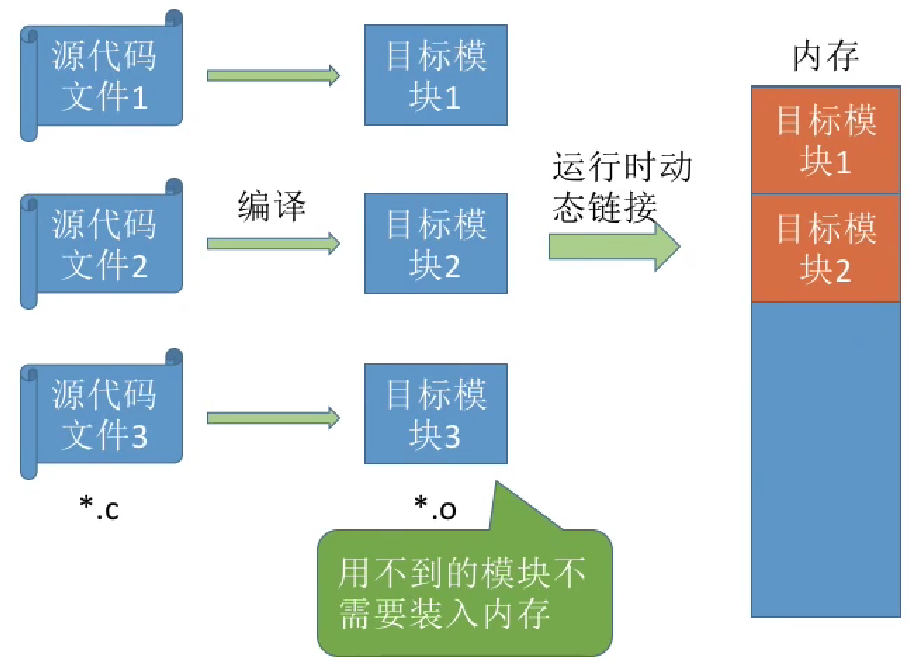 源代码
文件1
目标模
块1
内存
目标模
块1
源代码
文件2
编译
目标模
块2
运行时动
态链接
目标模
块2
源代码
文件3
目标模
块3
*.c
*.o
用不到的模块不
需要装入内存